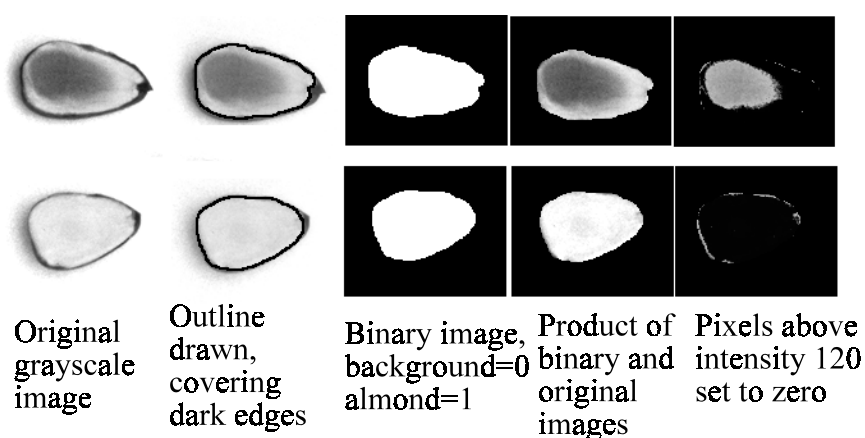 Original
grayscale
image
Outline
drawn,
covering
dark edges
Binary image,
background=0
almond=1
Product of
binary and
original
images
Pixels above
intensity 120
set to zero